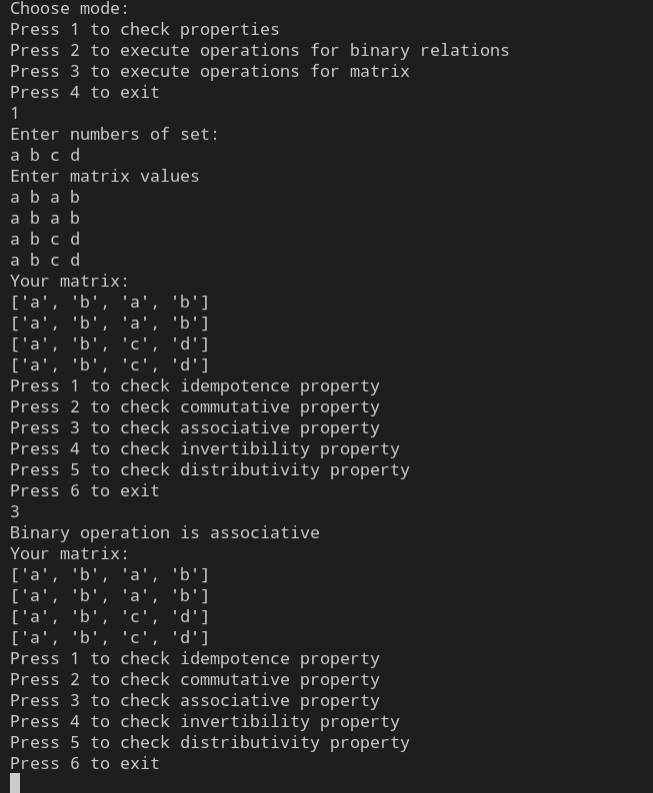 Choose mode:
Press 1 to check properties
Press 2 to execute operations for binary relations
Press 3 to execute operations for matrix
Press 4 to exit
1
Enter numbers of set:
a b c d
Enter matrix values
a b a b
a b a b
a b c d
a b c d
Your matrix:
['a', 'b', 'a', 'b']
['a', 'b', 'a', 'b']
['a', 'b', 'c', 'd']
['a', 'b', 'c', 'd']
Press 1 to check idempotence property
Press 2 to check commutative property
Press 3 to check associative property
Press 4 to check invertibility property
Press 5 to check distributivity property
Press 6 to exit
3
Binary operation is associative
Your matrix:
['a', 'b', 'a', 'b']
['a', 'b', 'a', 'b']
['a', 'b', 'c', 'd']
['a', 'b', 'c', 'd']
Press 1 to check idempotence property
Press 2 to check commutative property
Press 3 to check associative property
Press 4 to check invertibility property
Press 5 to check distributivity property
Press 6 to exit